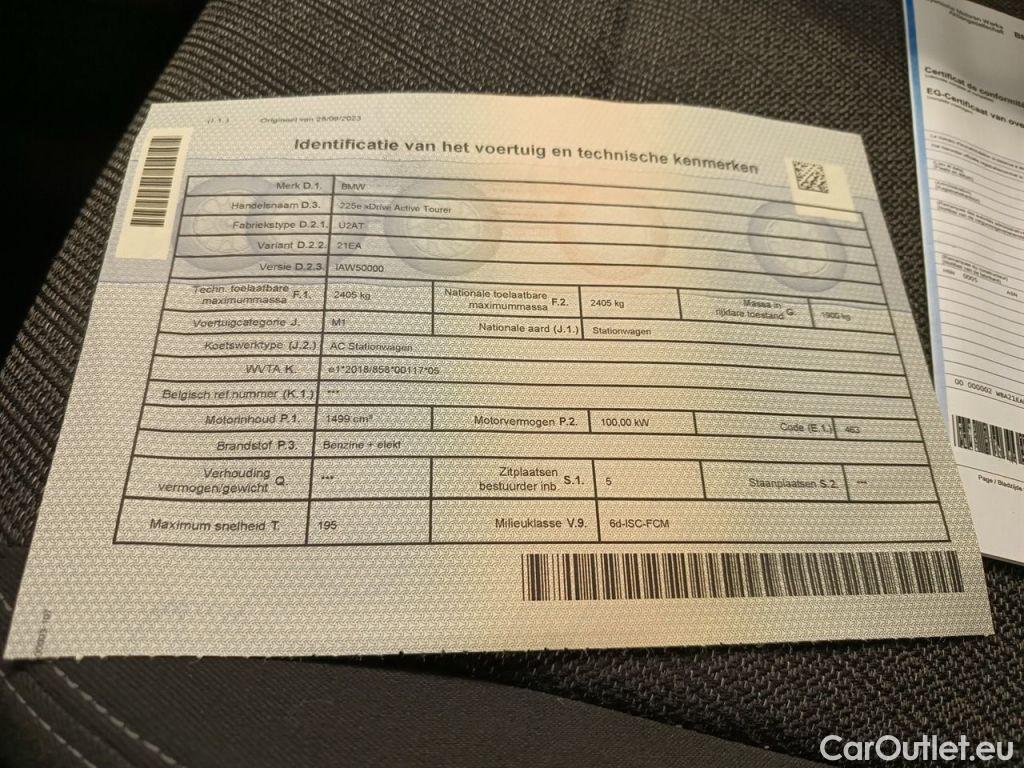 (J.1.) Origineel van 28/09/2023
Identificatie van het voertuig en technische kenmerken
Merk D.1. BMW
Handelsnaam D.3. 225e xDrive Active Tourer
Fabriekstype D.2.1. U2AT
Variant D.2.2. 21EA
Versie D.2.3. IAW50000
Techn. toelaatbare maximummassa F.1. 2405 kg Nationale toelaatbare maximummassa F.2. 2405 kg Massa in rijklare toestand G. 1900 kg
Voertuigcategorie J. M1 Nationale aard (J.1.) Stationwagen
Koetswerktype (J.2.) AC Stationwagen
WVTA K. e1*2018/858*00117*05
Belgisch ref.nummer (K.1.) ***
Motorinhoud P.1. 1499 cm³ Motorvermogen P.2. 100,00 kW Code (E.1.) 463
Brandstof P.3. Benzine + elekt
Verhouding vermogen/gewicht Q. *** Zitplaatsen bestuurder inb. S.1. 5 Staanplaatsen S.2. ***
Maximum snelheid T. 195 Milieuklasse V.9. 6d-ISC-FCM
Certificat de conformité
EG-Certificaat van ove
Page / Bladzijde
CarOutlet.eu